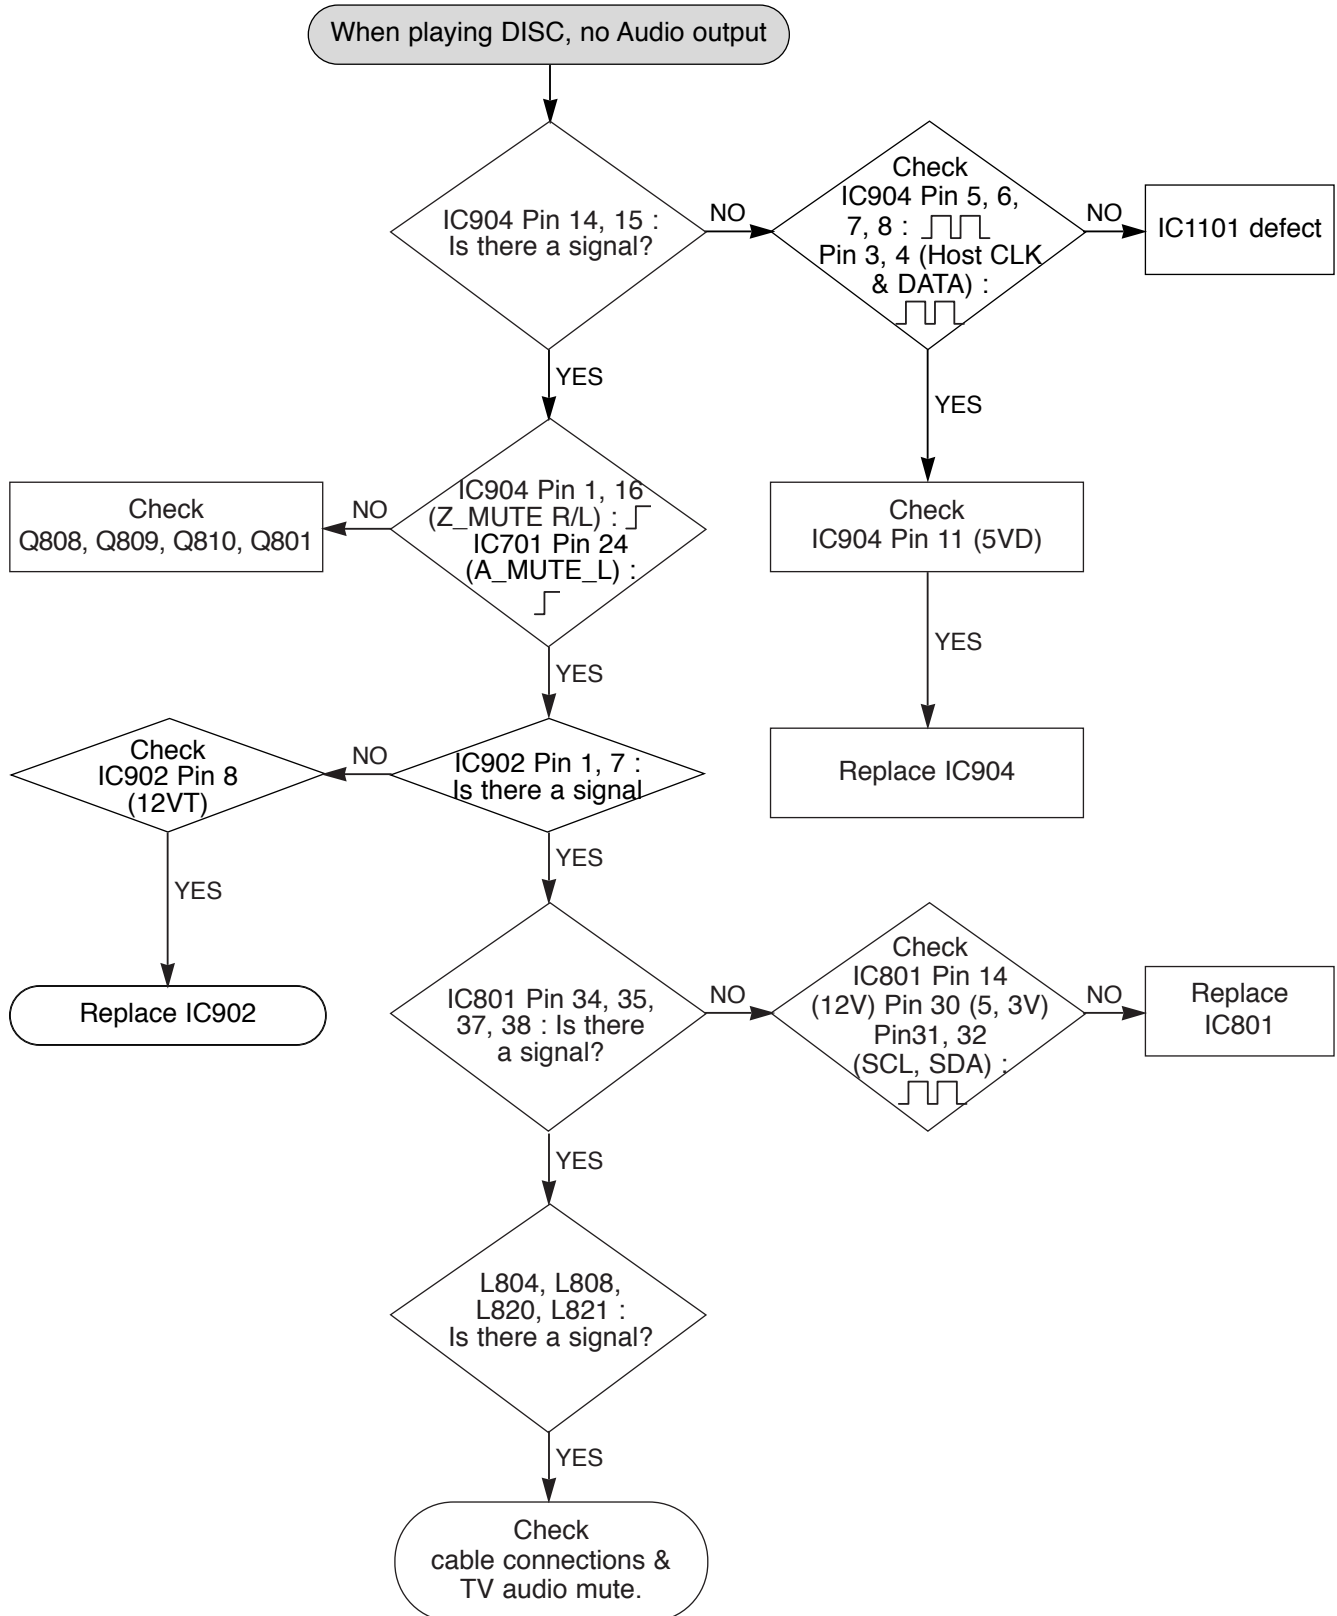 When playing DISC, no Audio output
IC904 Pin 14, 15 :
Is there a signal?
NO
Check
IC904 Pin 5, 6,
7, 8 :
Pin 3, 4 (Host CLK
& DATA) :
NO
IC1101 defect
YES
YES
Check
Q808, Q809, Q810, Q801
NO
IC904 Pin 1, 16
(Z_MUTE R/L) :
IC701 Pin 24
(A_MUTE_L) :
Check
IC904 Pin 11 (5VD)
YES
YES
Check
IC902 Pin 8
(12VT)
NO
IC902 Pin 1, 7 :
Is there a signal
Replace IC904
YES
YES
Replace IC902
IC801 Pin 34, 35,
37, 38 : Is there
a signal?
NO
Check
IC801 Pin 14
(12V) Pin 30 (5, 3V)
Pin31, 32
(SCL, SDA) :
NO
Replace
IC801
YES
L804, L808,
L820, L821 :
Is there a signal?
YES
Check
cable connections &
TV audio mute.